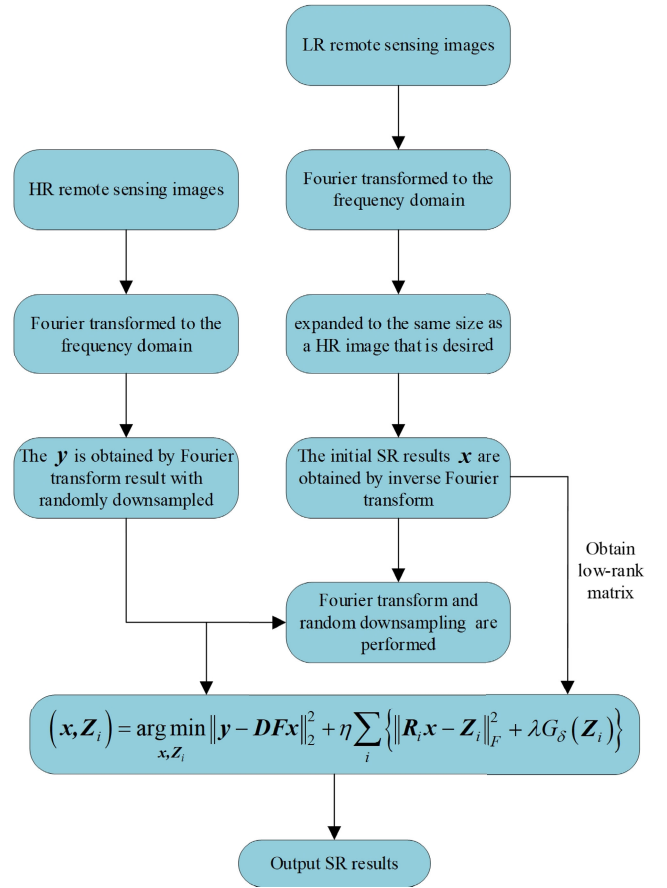 LR remote sensing images
HR remote sensing images
Fourier transformed to the
frequency domain
Fourier transformed to the
frequency domain
expanded to the same size as
a HR image that is desired
The y is obtained by Fourier
transform result with
randomly downsampled
The initial SR results x are
obtained by inverse Fourier
transform
Obtain
low-rank
matrix
Fourier transform and
random downsampling are
performed
(x, Z_i) = arg min_{x,Z_i} ||y − DFx||_2^2 + η∑_i {||R_i x − Z_i||_F^2 + λG_δ(Z_i)}
Output SR results